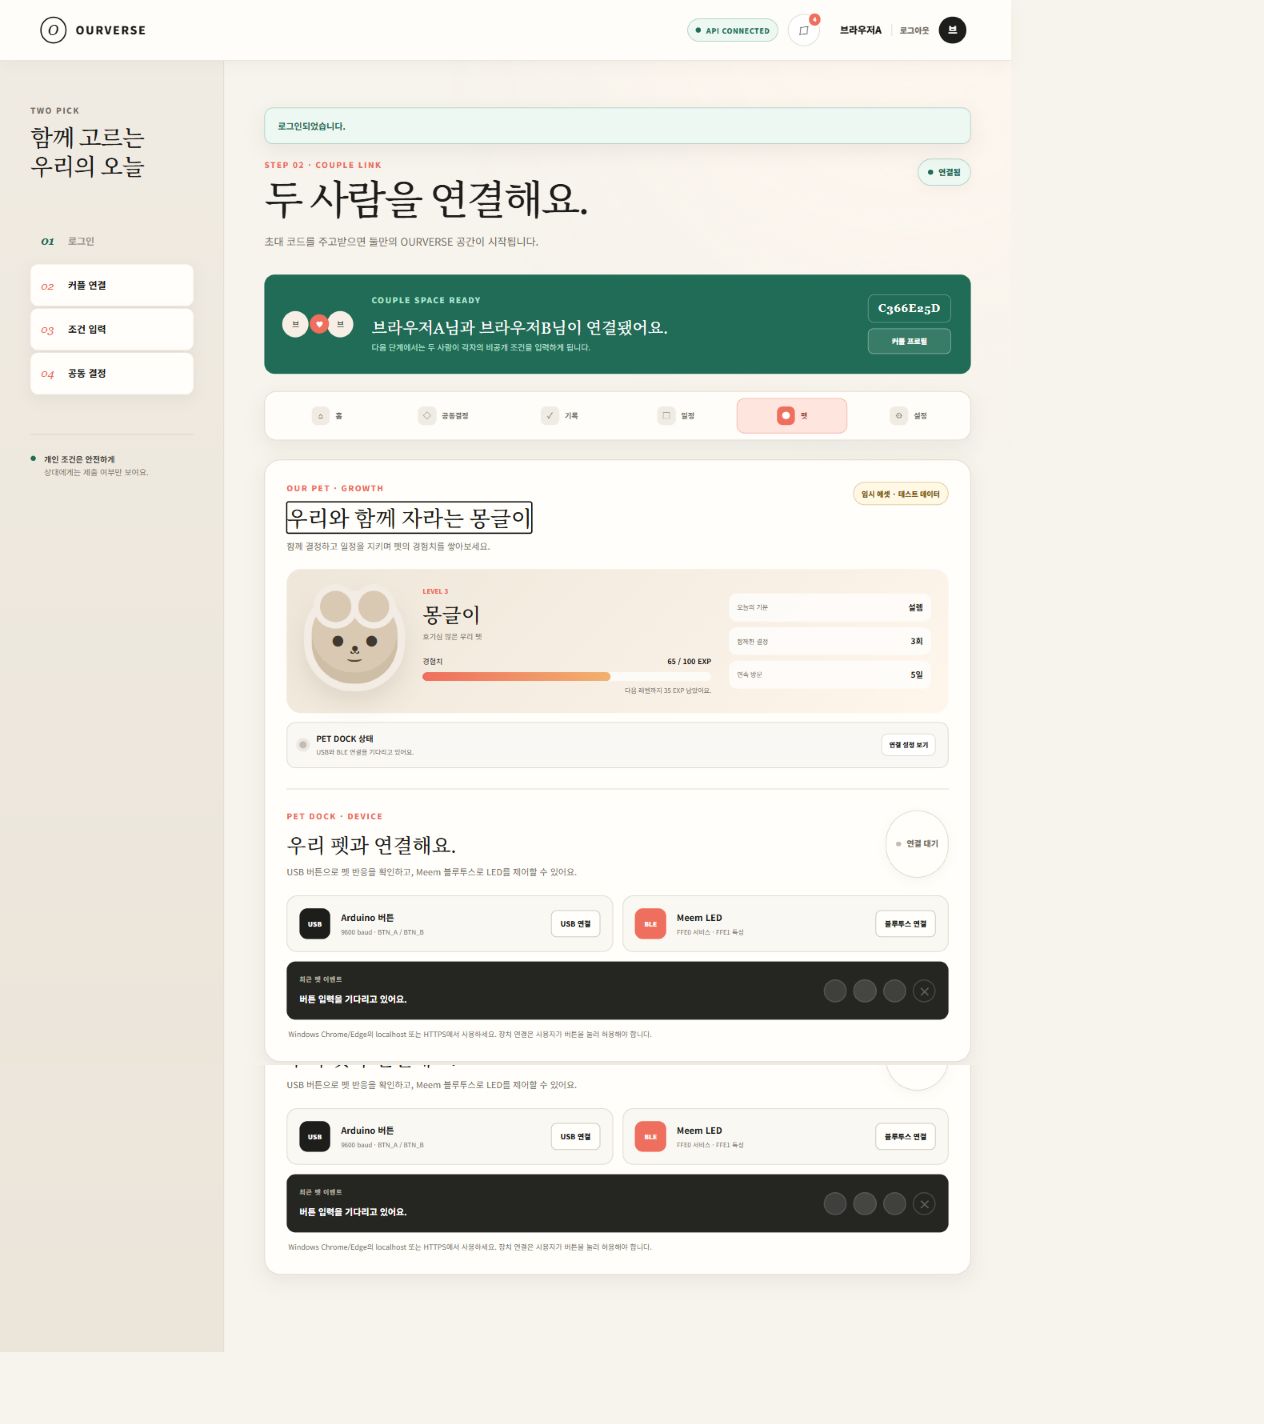 O OURVERSE
API CONNECTED
4
브라우저A
로그아웃
브
TWO PICK
함께 고르는
우리의 오늘
01 로그인
02 커플 연결
03 조건 입력
04 공동 결정
개인 조건은 안전하게
상대에게는 제출 여부만 보여요.
로그인되었습니다.
STEP 02 · COUPLE LINK
연결됨
두 사람을 연결해요.
초대 코드를 주고받으면 둘만의 OURVERSE 공간이 시작됩니다.
브 ♥ 브
COUPLE SPACE READY
브라우저A님과 브라우저B님이 연결됐어요.
다음 단계에서는 두 사람이 각자의 비공개 조건을 입력하게 됩니다.
C366E25D
커플 프로필
홈
공동결정
기록
일정
펫
설정
OUR PET · GROWTH
임시 에셋 · 테스트 데이터
우리와 함께 자라는 몽글이
함께 결정하고 일정을 지키며 펫의 경험치를 쌓아보세요.
LEVEL 3
몽글이
호기심 많은 우리 펫
경험치 65 / 100 EXP
다음 레벨까지 35 EXP 남았어요.
오늘의 기분 설렘
함께한 결정 3회
연속 방문 5일
PET DOCK 상태
USB와 BLE 연결을 기다리고 있어요.
연결 설정 보기
PET DOCK · DEVICE
우리 펫과 연결해요.
USB 버튼으로 펫 반응을 확인하고, Meem 블루투스로 LED를 제어할 수 있어요.
연결 대기
USB
Arduino 버튼
9600 baud · BTN_A / BTN_B
USB 연결
BLE
Meem LED
FFE0 서비스 · FFE1 특성
블루투스 연결
최근 펫 이벤트
버튼 입력을 기다리고 있어요.
Windows Chrome/Edge의 localhost 또는 HTTPS에서 사용하세요. 장치 연결은 사용자가 버튼을 눌러 허용해야 합니다.
USB 버튼으로 펫 반응을 확인하고, Meem 블루투스로 LED를 제어할 수 있어요.
USB
Arduino 버튼
9600 baud · BTN_A / BTN_B
USB 연결
BLE
Meem LED
FFE0 서비스 · FFE1 특성
블루투스 연결
최근 펫 이벤트
버튼 입력을 기다리고 있어요.
Windows Chrome/Edge의 localhost 또는 HTTPS에서 사용하세요. 장치 연결은 사용자가 버튼을 눌러 허용해야 합니다.